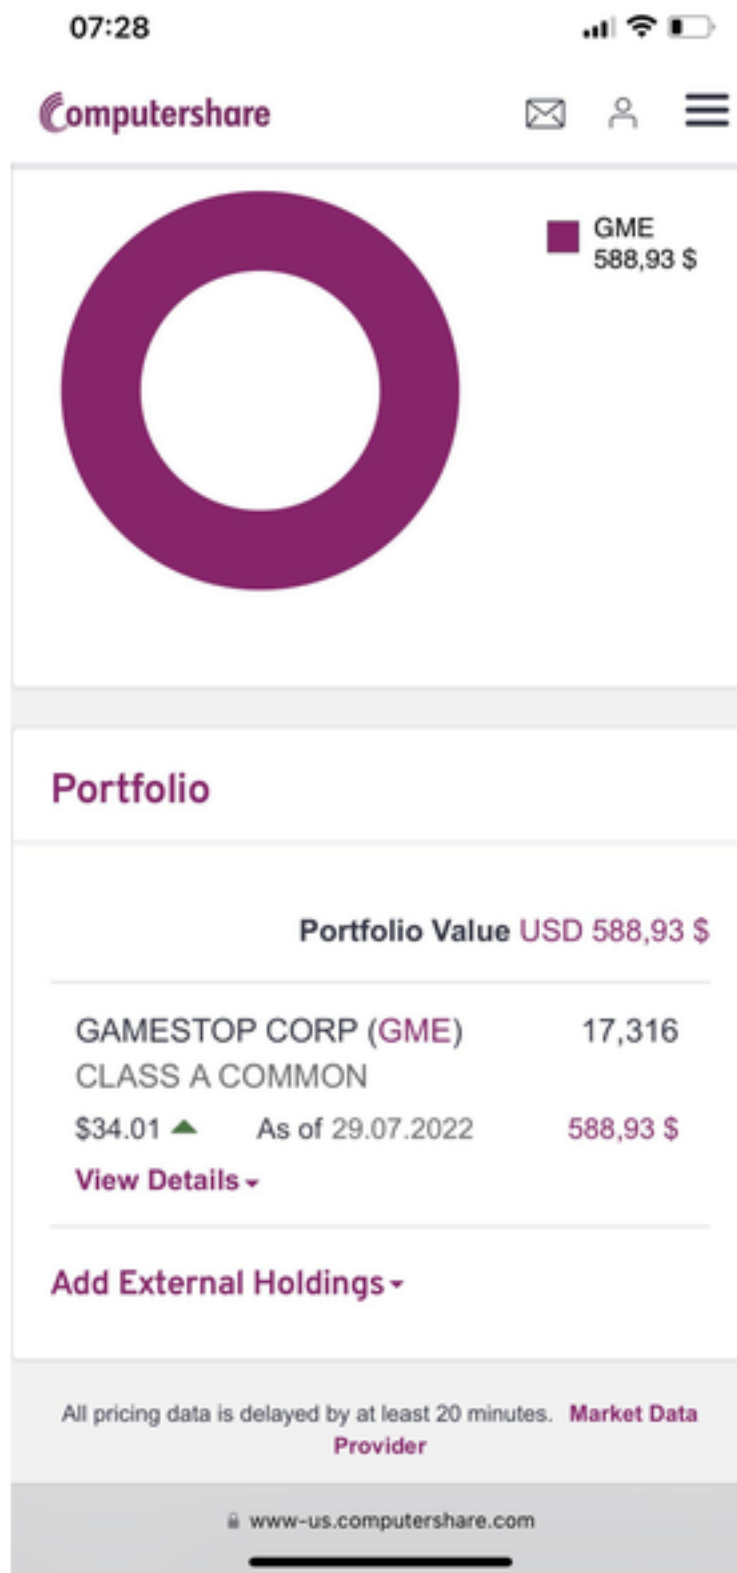 07:28
Computershare
GME
588,93 $
Portfolio
Portfolio Value USD 588,93 $
GAMESTOP CORP (GME) 17,316
CLASS A COMMON
$34.01 As of 29.07.2022 588,93 $
View Details
Add External Holdings
All pricing data is delayed by at least 20 minutes. Market Data
Provider
www-us.computershare.com